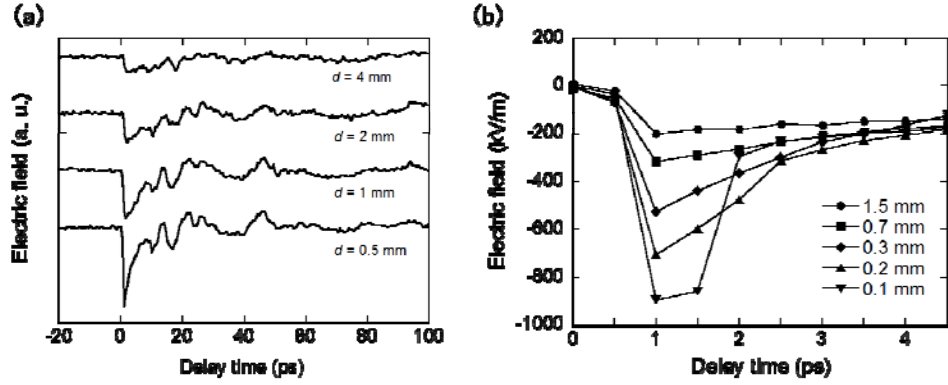 (a)
Electric field (a. u.)
d = 4 mm
d = 2 mm
d = 1 mm
d = 0.5 mm
-20 0 20 40 60 80 100
Delay time (ps)
(b)
Electric field (kV/m)
200
0
-200
-400
-600
-800
-1000
1.5 mm
0.7 mm
0.3 mm
0.2 mm
0.1 mm
0 1 2 3 4
Delay time (ps)